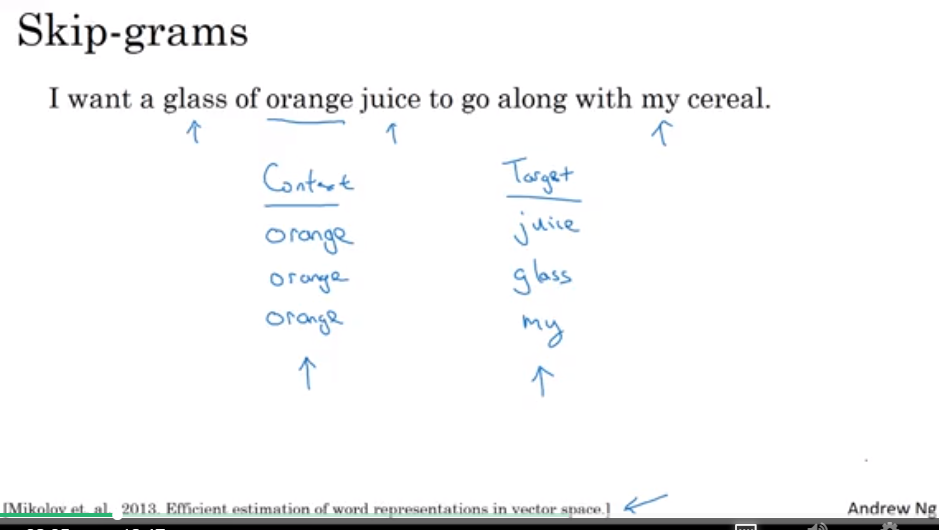 Skip-grams
I want a glass of orange juice to go along with my cereal.
Context Target
orange juice
orange glass
orange my
[Mikolov et. al., 2013. Efficient estimation of word representations in vector space.] Andrew Ng